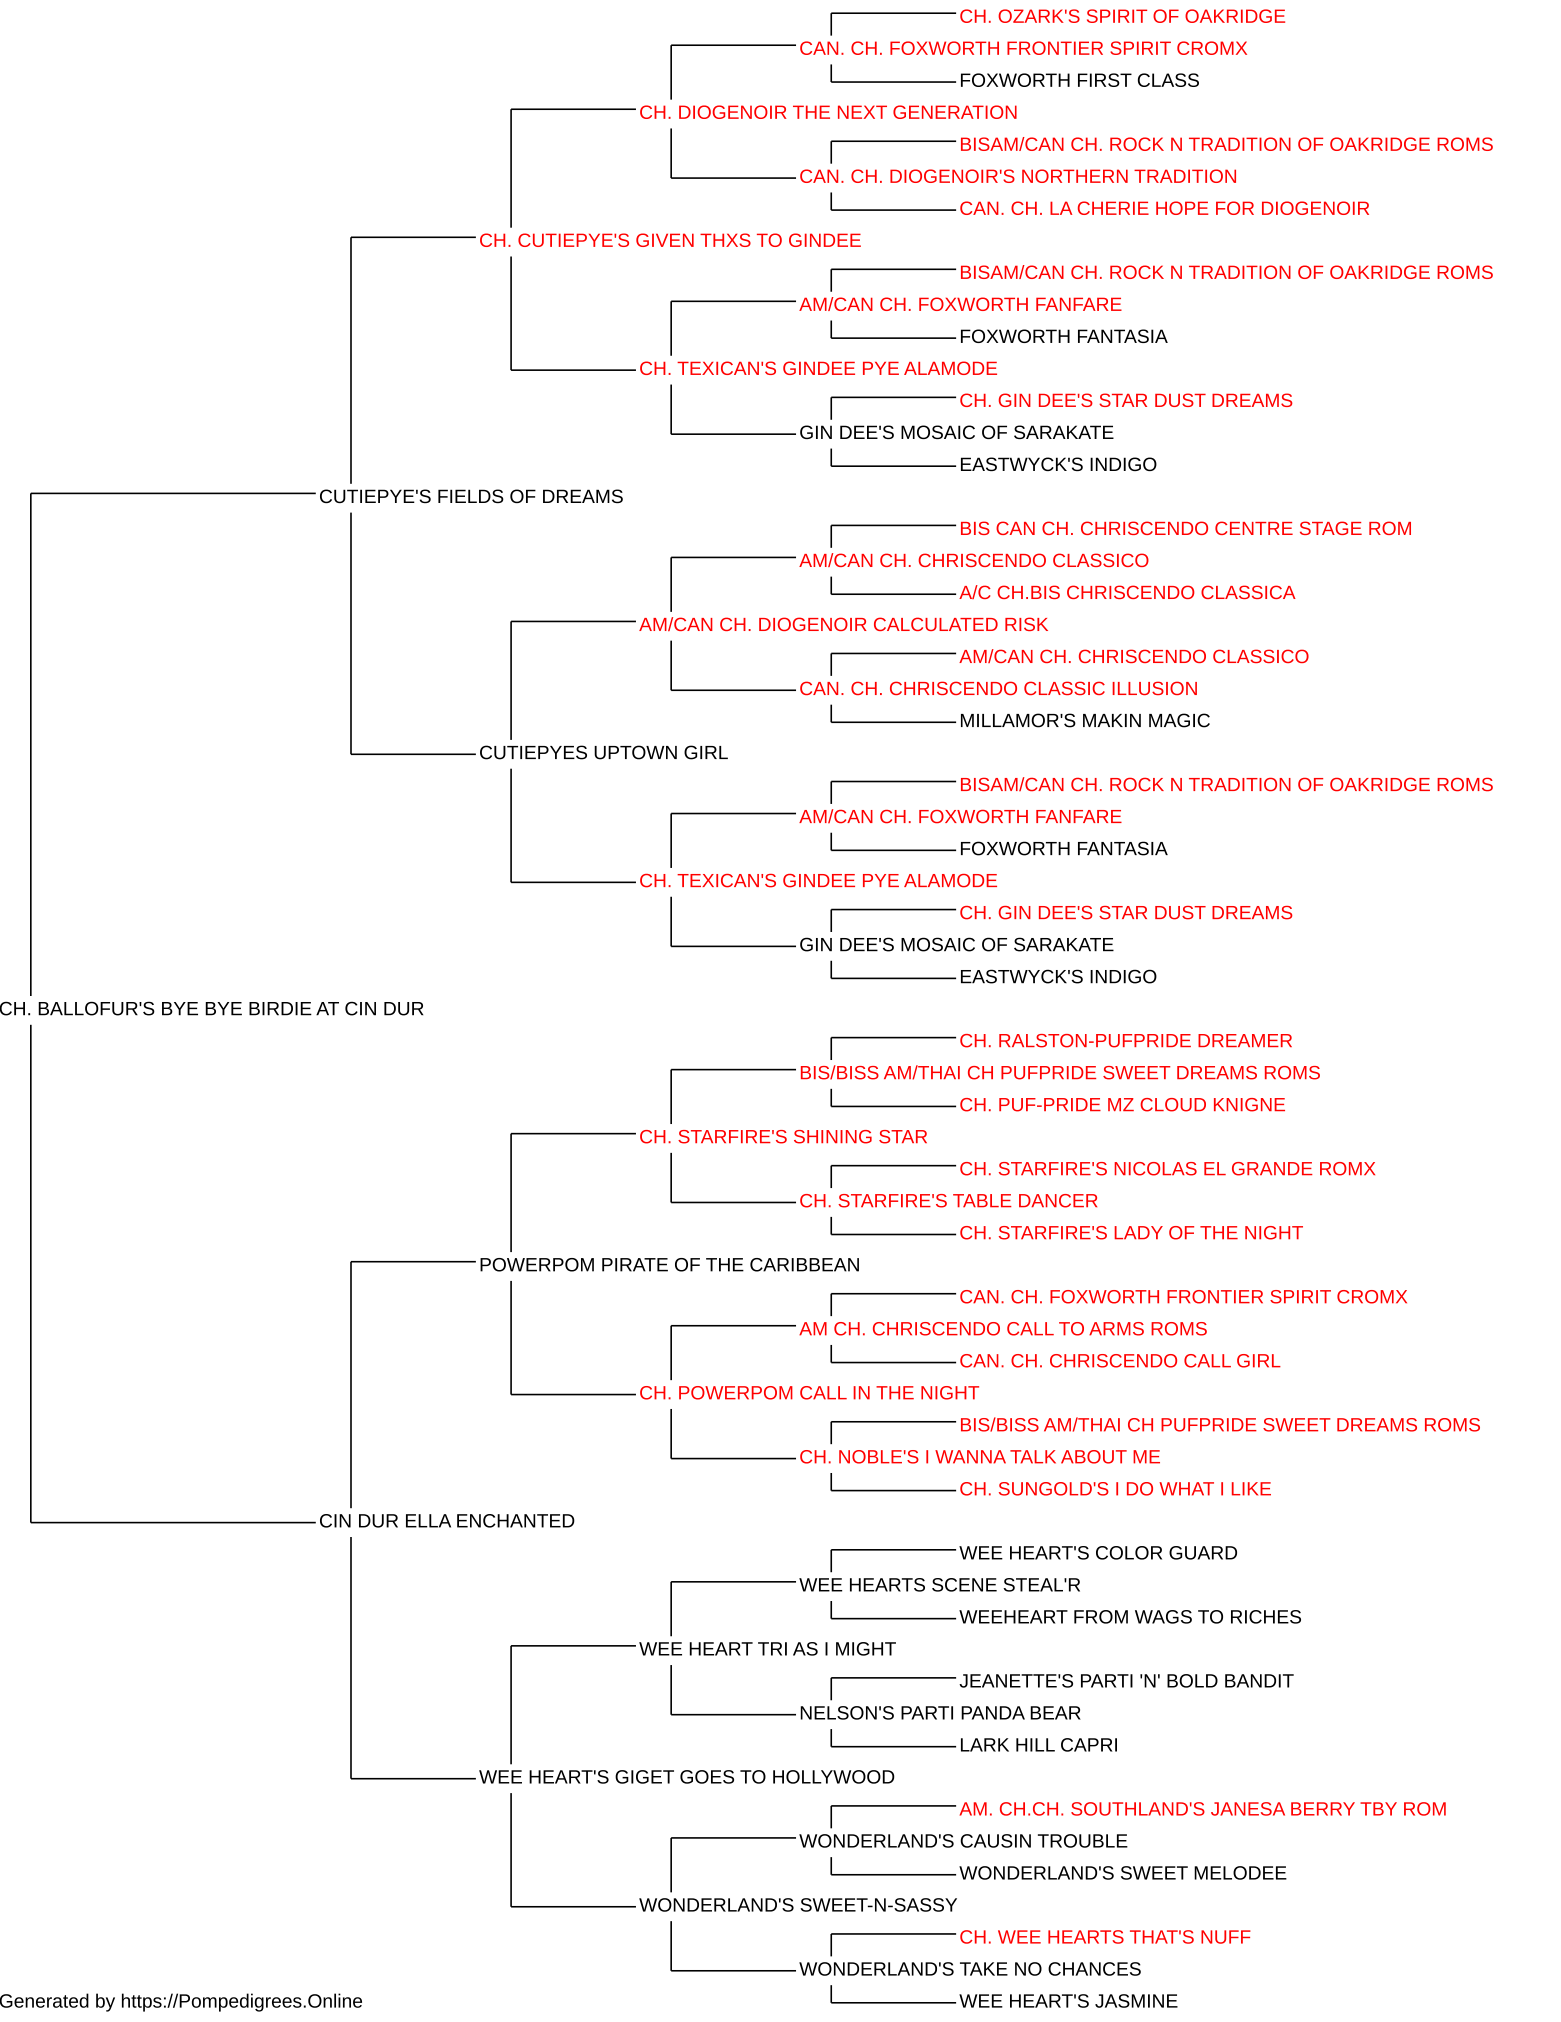 CH. OZARK'S SPIRIT OF OAKRIDGE
CAN. CH. FOXWORTH FRONTIER SPIRIT CROMX
FOXWORTH FIRST CLASS
CH. DIOGENOIR THE NEXT GENERATION
BISAM/CAN CH. ROCK N TRADITION OF OAKRIDGE ROMS
CAN. CH. DIOGENOIR'S NORTHERN TRADITION
CAN. CH. LA CHERIE HOPE FOR DIOGENOIR
CH. CUTIEPYE'S GIVEN THXS TO GINDEE
BISAM/CAN CH. ROCK N TRADITION OF OAKRIDGE ROMS
AM/CAN CH. FOXWORTH FANFARE
FOXWORTH FANTASIA
CH. TEXICAN'S GINDEE PYE ALAMODE
CH. GIN DEE'S STAR DUST DREAMS
GIN DEE'S MOSAIC OF SARAKATE
EASTWYCK'S INDIGO
CUTIEPYE'S FIELDS OF DREAMS
BIS CAN CH. CHRISCENDO CENTRE STAGE ROM
AM/CAN CH. CHRISCENDO CLASSICO
A/C CH.BIS CHRISCENDO CLASSICA
AM/CAN CH. DIOGENOIR CALCULATED RISK
AM/CAN CH. CHRISCENDO CLASSICO
CAN. CH. CHRISCENDO CLASSIC ILLUSION
MILLAMOR'S MAKIN MAGIC
CUTIEPYES UPTOWN GIRL
BISAM/CAN CH. ROCK N TRADITION OF OAKRIDGE ROMS
AM/CAN CH. FOXWORTH FANFARE
FOXWORTH FANTASIA
CH. TEXICAN'S GINDEE PYE ALAMODE
CH. GIN DEE'S STAR DUST DREAMS
GIN DEE'S MOSAIC OF SARAKATE
EASTWYCK'S INDIGO
CH. BALLOFUR'S BYE BYE BIRDIE AT CIN DUR
CH. RALSTON-PUFPRIDE DREAMER
BIS/BISS AM/THAI CH PUFPRIDE SWEET DREAMS ROMS
CH. PUF-PRIDE MZ CLOUD KNIGNE
CH. STARFIRE'S SHINING STAR
CH. STARFIRE'S NICOLAS EL GRANDE ROMX
CH. STARFIRE'S TABLE DANCER
CH. STARFIRE'S LADY OF THE NIGHT
POWERPOM PIRATE OF THE CARIBBEAN
CAN. CH. FOXWORTH FRONTIER SPIRIT CROMX
AM CH. CHRISCENDO CALL TO ARMS ROMS
CAN. CH. CHRISCENDO CALL GIRL
CH. POWERPOM CALL IN THE NIGHT
BIS/BISS AM/THAI CH PUFPRIDE SWEET DREAMS ROMS
CH. NOBLE'S I WANNA TALK ABOUT ME
CH. SUNGOLD'S I DO WHAT I LIKE
CIN DUR ELLA ENCHANTED
WEE HEART'S COLOR GUARD
WEE HEARTS SCENE STEAL'R
WEEHEART FROM WAGS TO RICHES
WEE HEART TRI AS I MIGHT
JEANETTE'S PARTI 'N' BOLD BANDIT
NELSON'S PARTI PANDA BEAR
LARK HILL CAPRI
WEE HEART'S GIGET GOES TO HOLLYWOOD
AM. CH.CH. SOUTHLAND'S JANESA BERRY TBY ROM
WONDERLAND'S CAUSIN TROUBLE
WONDERLAND'S SWEET MELODEE
WONDERLAND'S SWEET-N-SASSY
CH. WEE HEARTS THAT'S NUFF
WONDERLAND'S TAKE NO CHANCES
WEE HEART'S JASMINE
Generated by https://Pompedigrees.Online